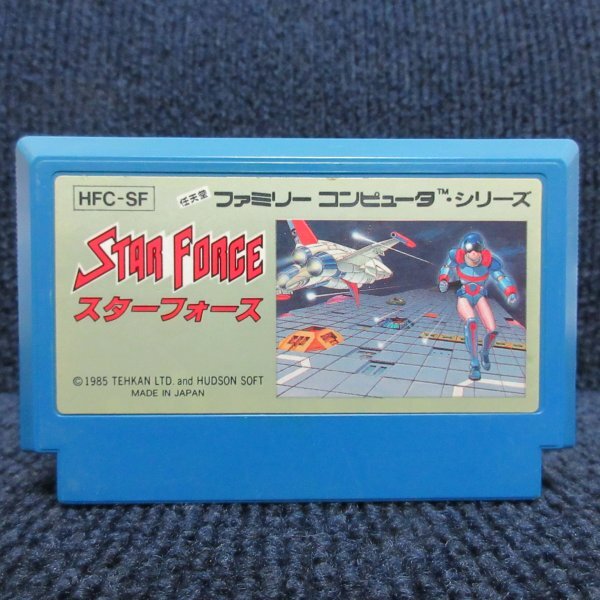 HFC-SF
任天堂 ファミリー コンピュータ™・シリーズ
STAR FORCE
スターフォース
©1985 TEHKAN LTD. and HUDSON SOFT
MADE IN JAPAN